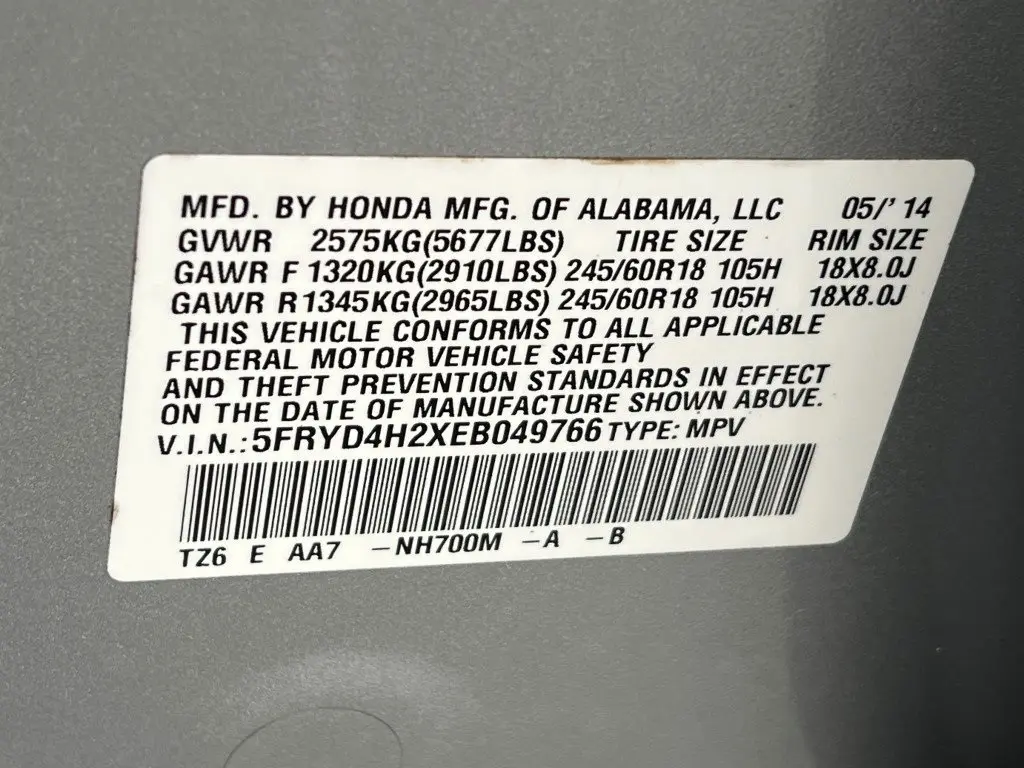 MFD. BY HONDA MFG. OF ALABAMA, LLC 05/'14
GVWR 2575KG(5677LBS) TIRE SIZE RIM SIZE
GAWR F 1320KG(2910LBS) 245/60R18 105H 18X8.0J
GAWR R 1345KG(2965LBS) 245/60R18 105H 18X8.0J
THIS VEHICLE CONFORMS TO ALL APPLICABLE
FEDERAL MOTOR VEHICLE SAFETY
AND THEFT PREVENTION STANDARDS IN EFFECT
ON THE DATE OF MANUFACTURE SHOWN ABOVE.
V.I.N.: 5FRYD4H2XEB049766 TYPE: MPV
TZ6 E AA7 -NH700M -A -B